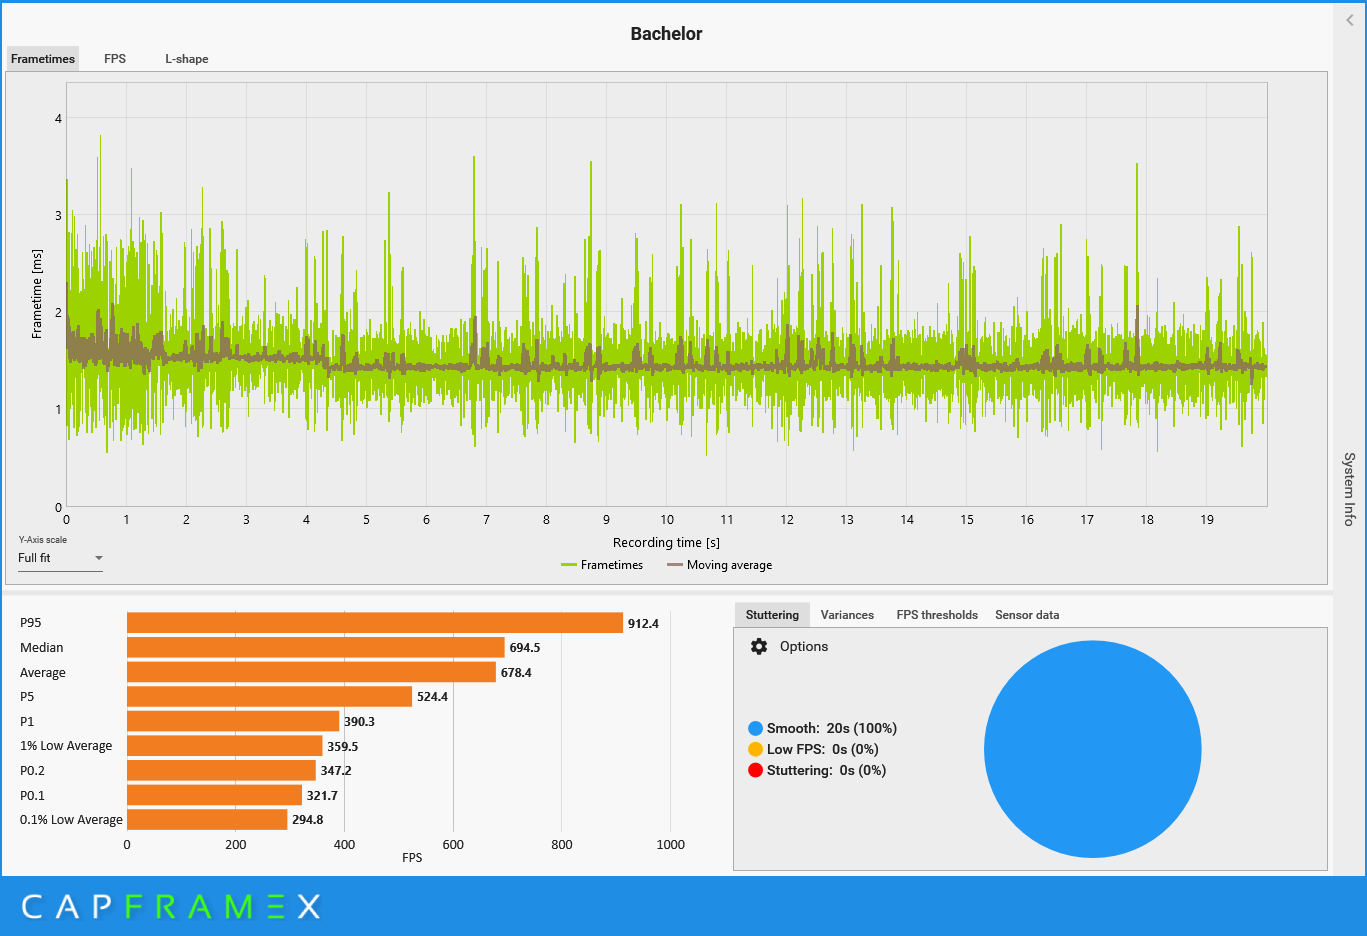 Bachelor
Frametimes FPS L-shape
4
3
2
1
0
Frametime [ms]
0 1 2 3 4 5 6 7 8 9 10 11 12 13 14 15 16 17 18 19
Recording time [s]
Y-Axis scale
Full fit
Frametimes Moving average
System Info
P95 912.4
Median 694.5
Average 678.4
P5 524.4
P1 390.3
1% Low Average 359.5
P0.2 347.2
P0.1 321.7
0.1% Low Average 294.8
0 200 400 600 800 1000
FPS
Stuttering Variances FPS thresholds Sensor data
Options
Smooth: 20s (100%)
Low FPS: 0s (0%)
Stuttering: 0s (0%)
CAPFRAMEX